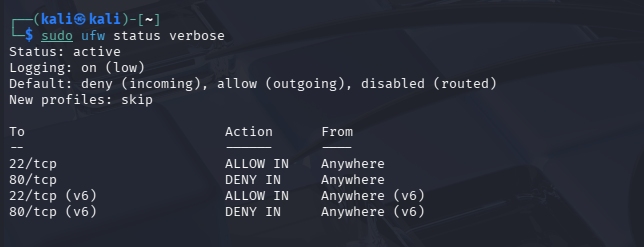 ┌──(kali㉿kali)-[~]
└─$ sudo ufw status verbose
Status: active
Logging: on (low)
Default: deny (incoming), allow (outgoing), disabled (routed)
New profiles: skip

To                         Action      From
--                         ------      ----
22/tcp                     ALLOW IN    Anywhere
80/tcp                     DENY IN     Anywhere
22/tcp (v6)                ALLOW IN    Anywhere (v6)
80/tcp (v6)                DENY IN     Anywhere (v6)